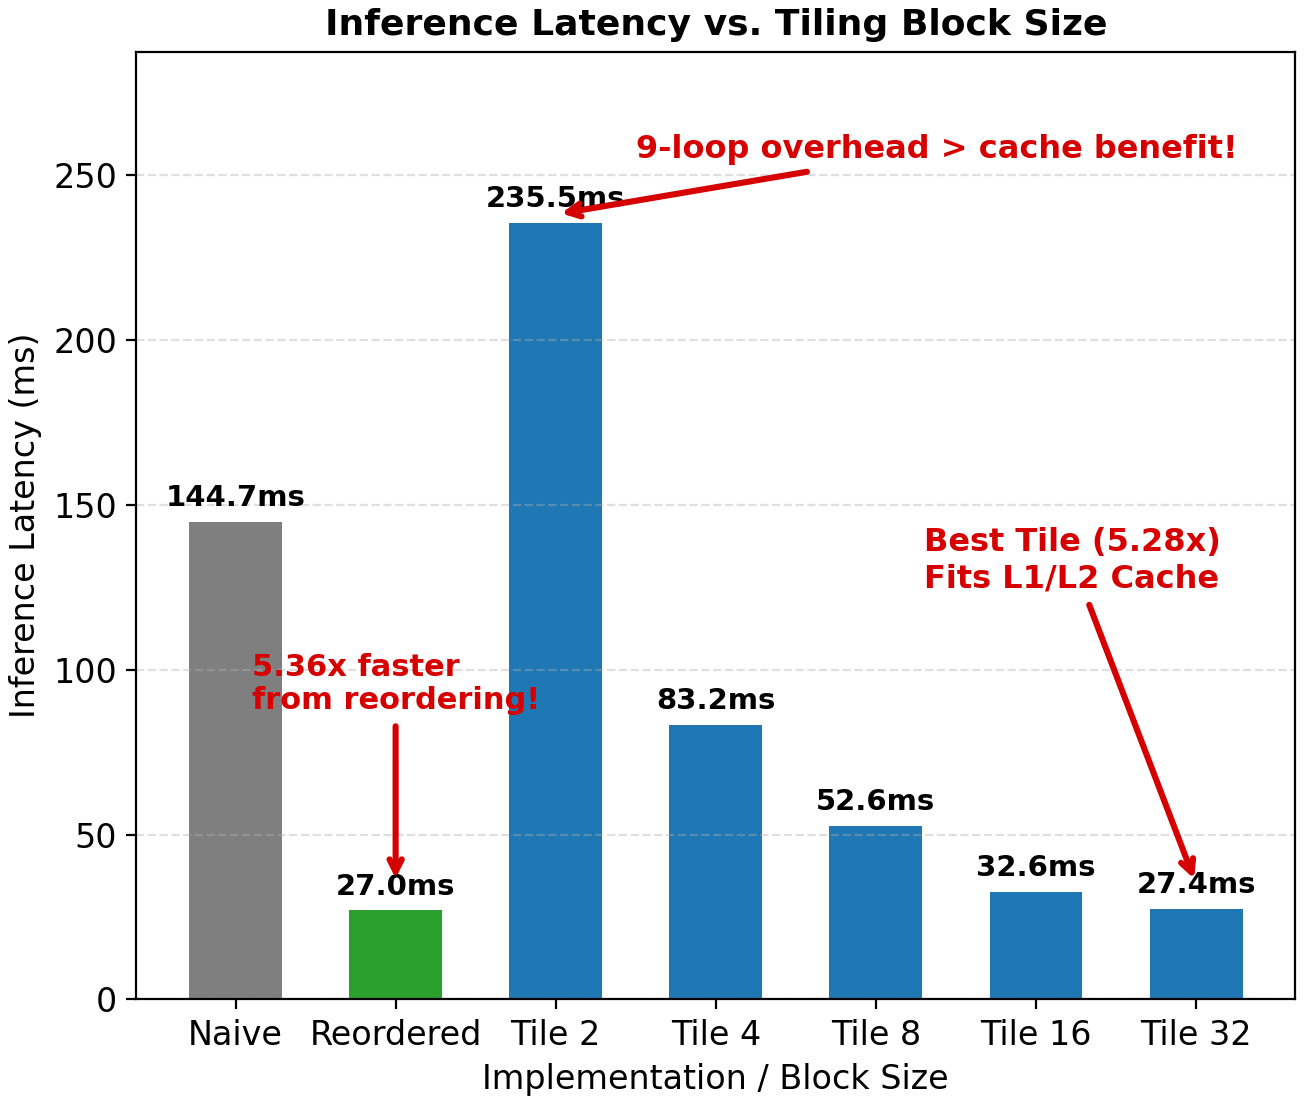 Inference Latency vs. Tiling Block Size
9-loop overhead > cache benefit!
250
235.5ms
200
Inference Latency (ms)
150
144.7ms
Best Tile (5.28x)
Fits L1/L2 Cache
5.36x faster
from reordering!
100
83.2ms
52.6ms
50
32.6ms
27.0ms
27.4ms
0
Naive Reordered Tile 2 Tile 4 Tile 8 Tile 16 Tile 32
Implementation / Block Size